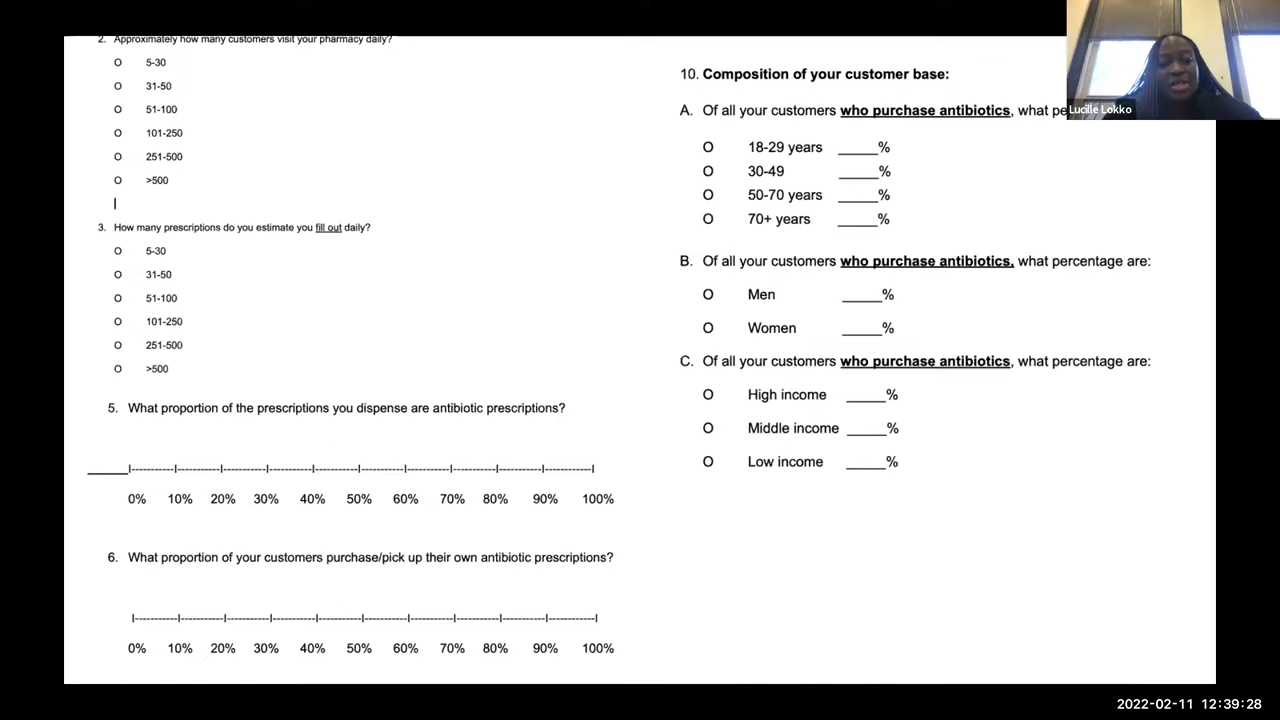 2. Approximately how many customers visit your pharmacy daily?
O 5-30
O 31-50
O 51-100
O 101-250
O 251-500
O >500
3. How many prescriptions do you estimate you fill out daily?
O 5-30
O 31-50
O 51-100
O 101-250
O 251-500
O >500
5. What proportion of the prescriptions you dispense are antibiotic prescriptions?
0% 10% 20% 30% 40% 50% 60% 70% 80% 90% 100%
6. What proportion of your customers purchase/pick up their own antibiotic prescriptions?
0% 10% 20% 30% 40% 50% 60% 70% 80% 90% 100%
10. Composition of your customer base:
A. Of all your customers who purchase antibiotics, what pe
O 18-29 years _____%
O 30-49 _____%
O 50-70 years _____%
O 70+ years _____%
B. Of all your customers who purchase antibiotics, what percentage are:
O Men _____%
O Women _____%
C. Of all your customers who purchase antibiotics, what percentage are:
O High income _____%
O Middle income _____%
O Low income _____%
Lucille Lokko
2022-02-11 12:39:28